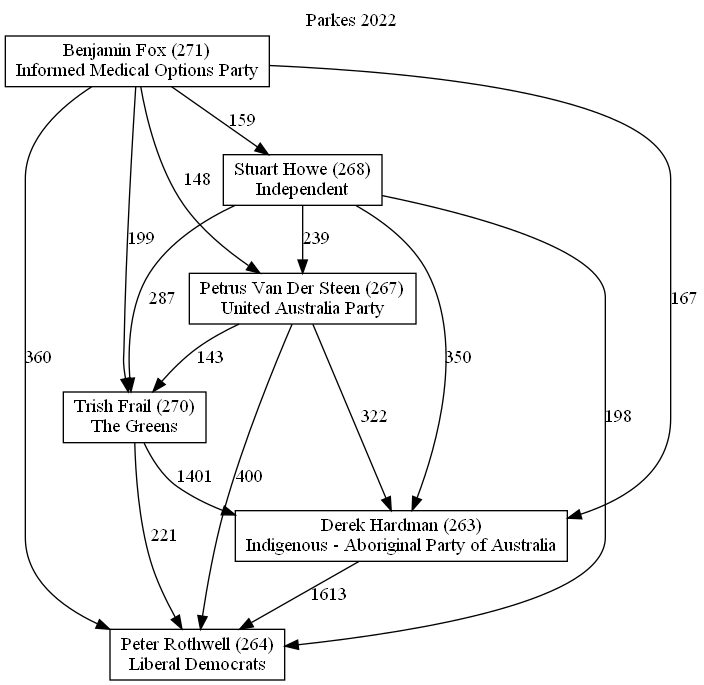 Parkes 2022
Benjamin Fox (271)
Informed Medical Options Party
159
Stuart Howe (268)
Independent
148
199
239
287
167
Petrus Van Der Steen (267)
United Australia Party
360
143
350
322
198
Trish Frail (270)
The Greens
1401
400
221
Derek Hardman (263)
Indigenous - Aboriginal Party of Australia
1613
Peter Rothwell (264)
Liberal Democrats